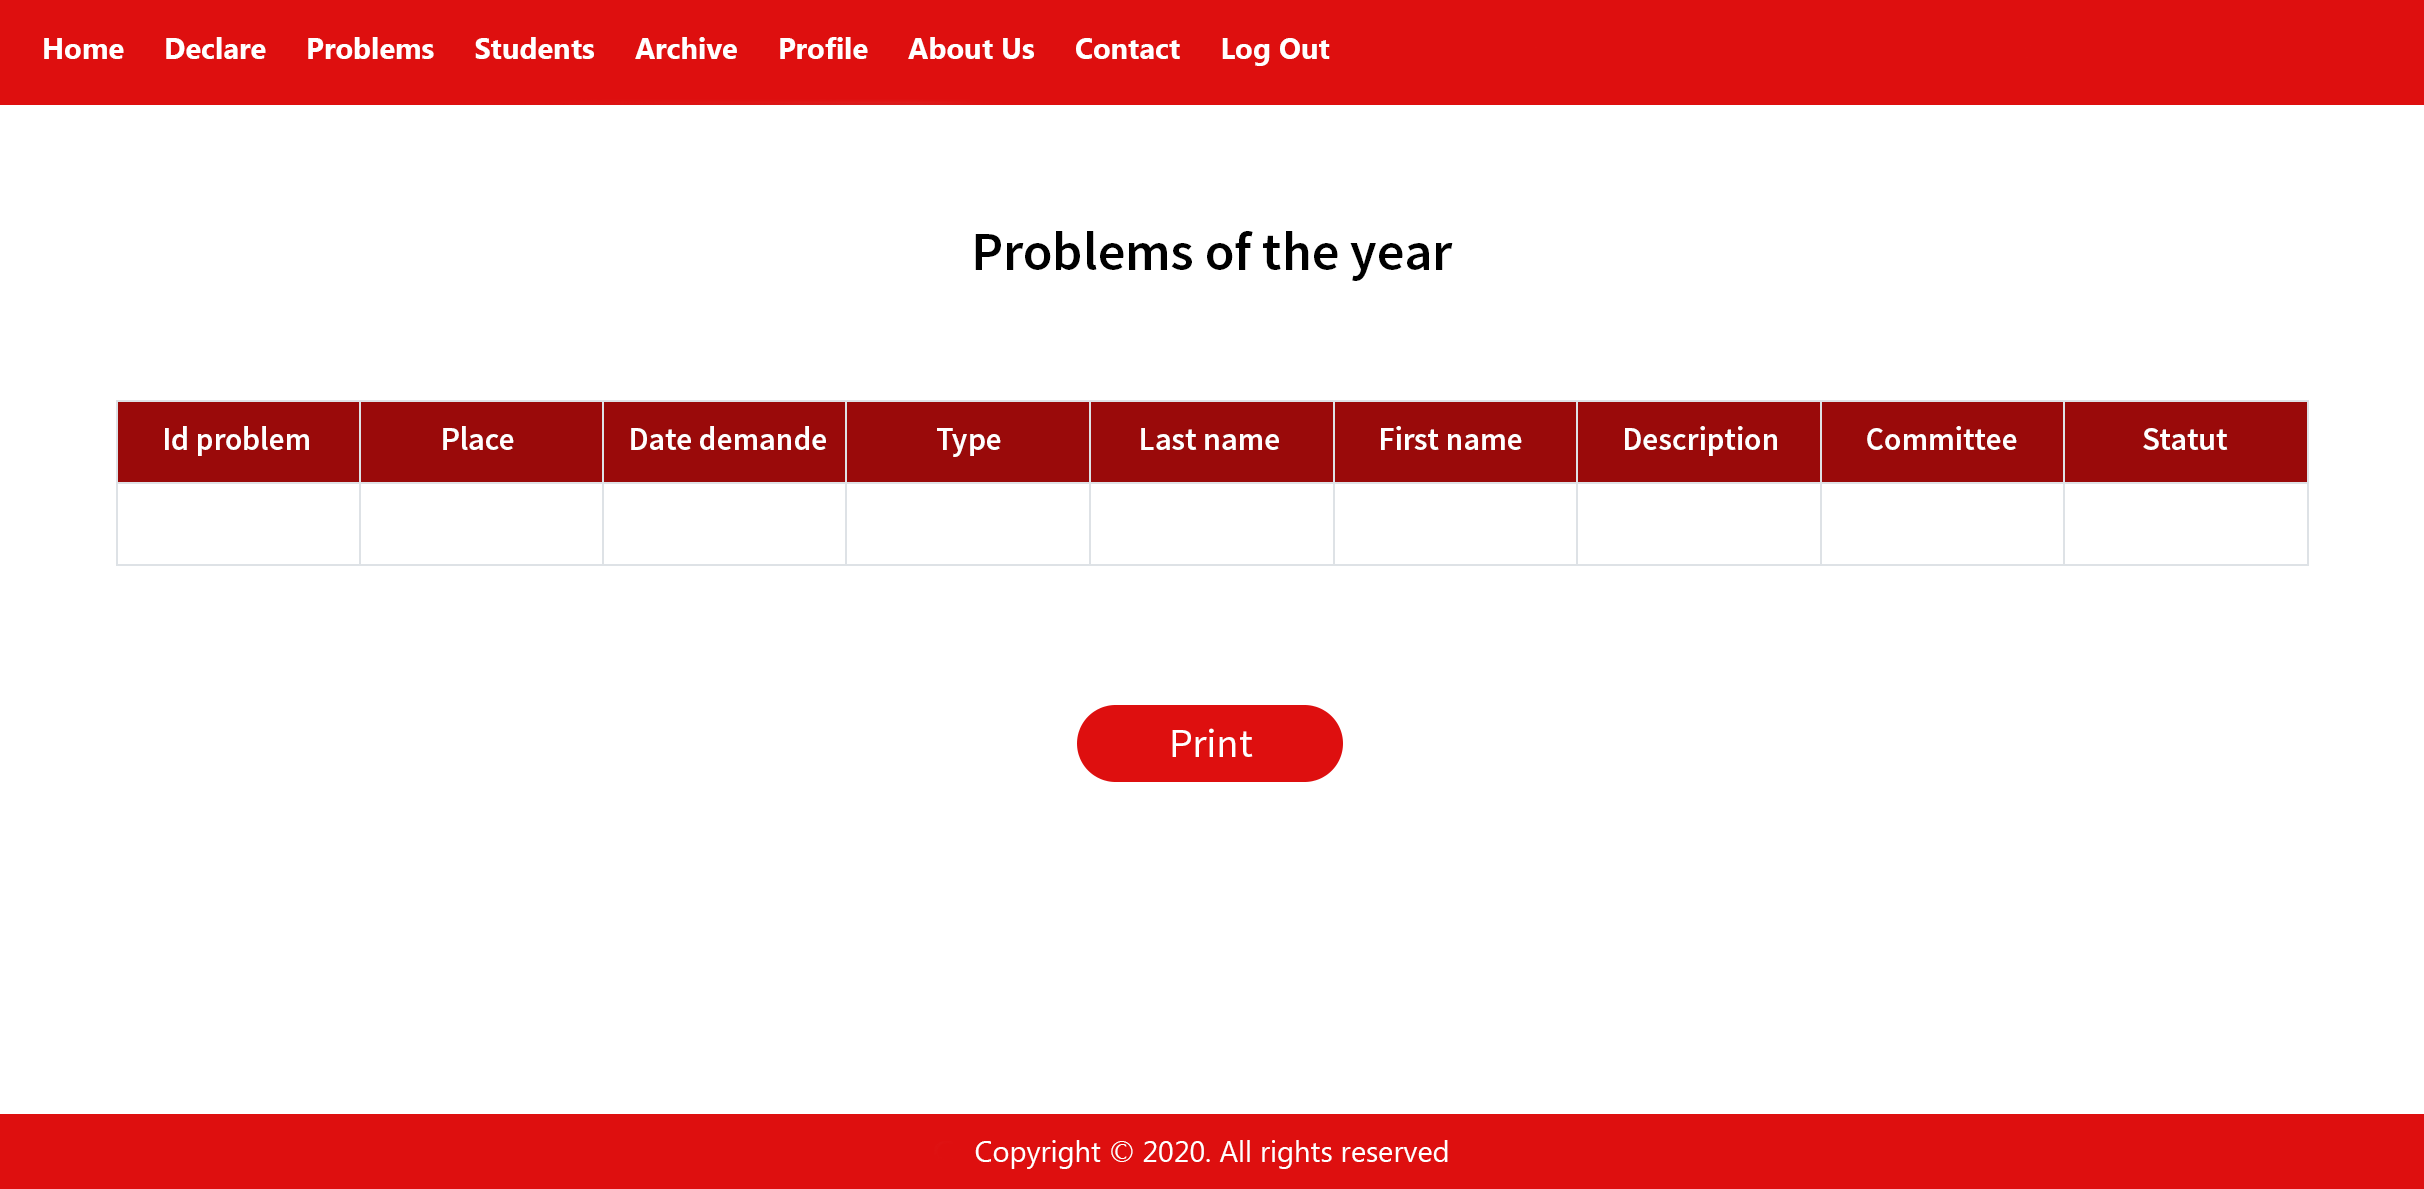 Home Declare Problems Students Archive Profile About Us Contact Log Out
Problems of the year
Id problem Place Date demande Type Last name First name Description Committee Statut
Print
Copyright © 2020. All rights reserved